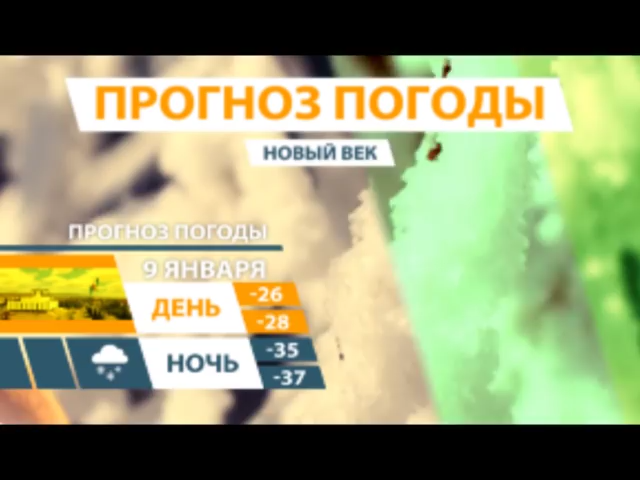 ПРОГНОЗ ПОГОДЫ
НОВЫЙ ВЕК
ПРОГНОЗ ПОГОДЫ
9 ЯНВАРЯ
ДЕНЬ
-26
-28
НОЧЬ
-35
-37